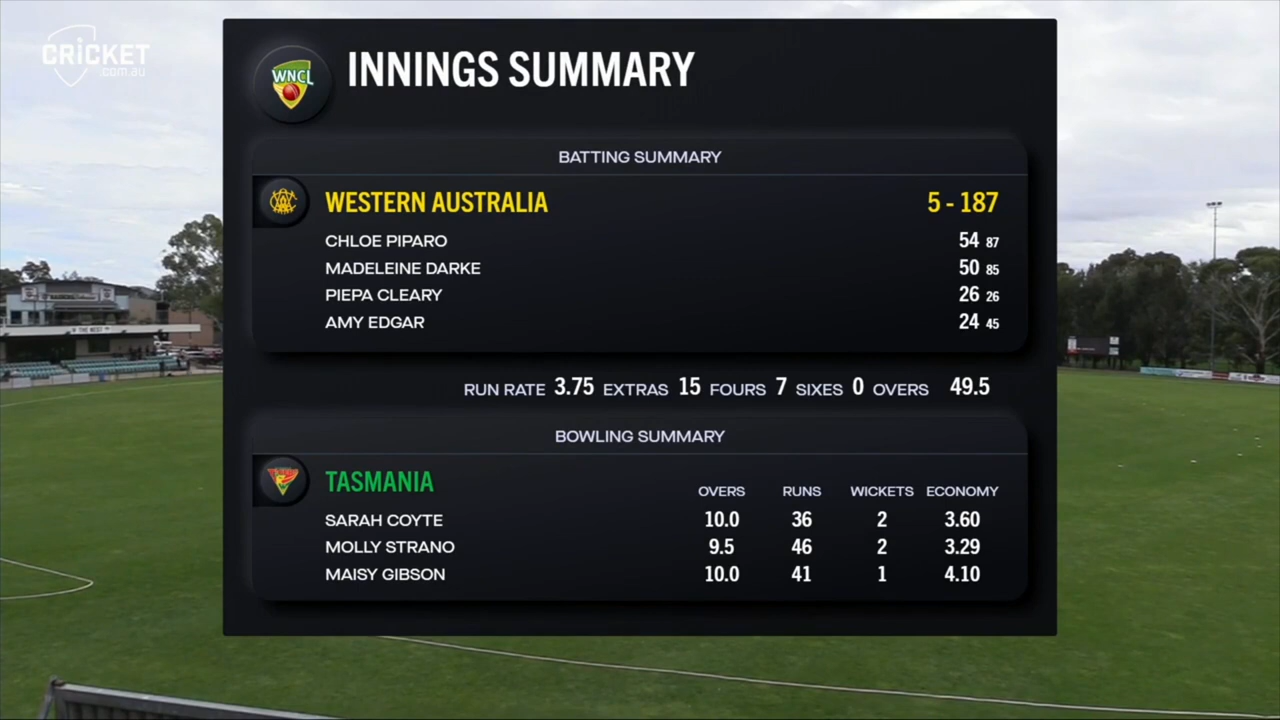 CRICKET
.com.au
WNCL
INNINGS SUMMARY
BATTING SUMMARY
WESTERN AUSTRALIA 5 - 187
CHLOE PIPARO 54 87
MADELEINE DARKE 50 85
PIEPA CLEARY 26 26
AMY EDGAR 24 45
RUN RATE 3.75 EXTRAS 15 FOURS 7 SIXES 0 OVERS 49.5
BOWLING SUMMARY
TASMANIA OVERS RUNS WICKETS ECONOMY
SARAH COYTE 10.0 36 2 3.60
MOLLY STRANO 9.5 46 2 3.29
MAISY GIBSON 10.0 41 1 4.10
THE NEST